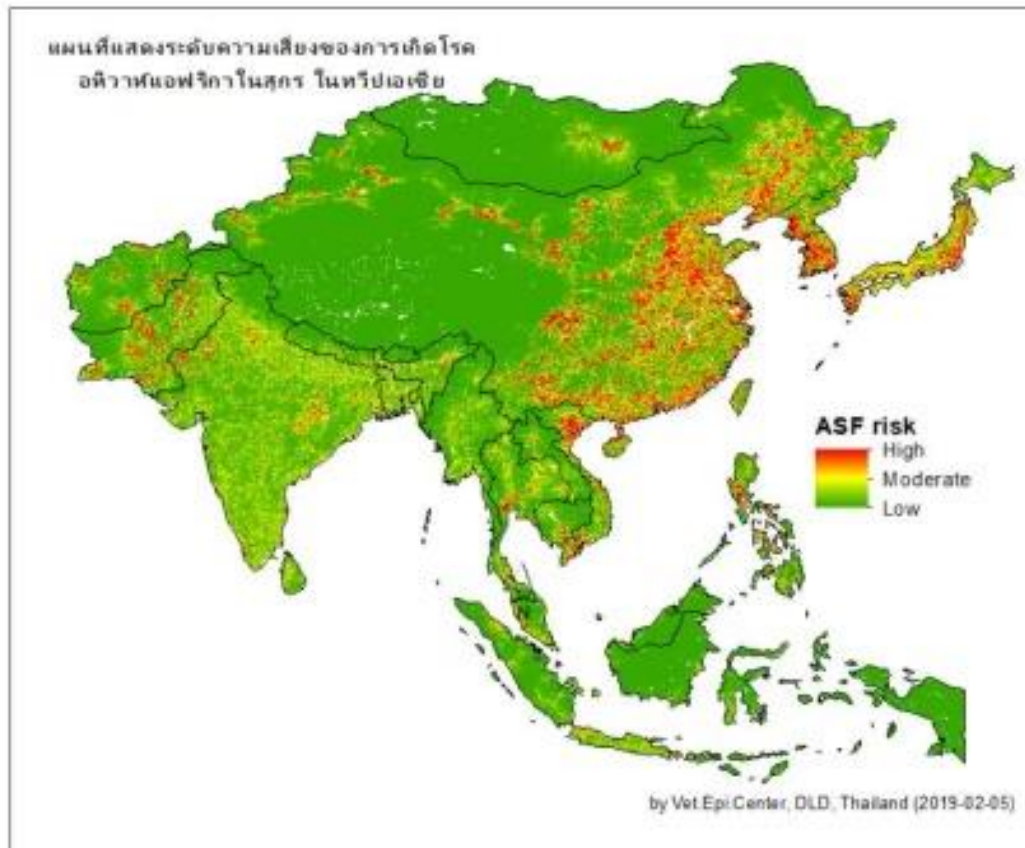 แผนที่แสดงระดับความเสี่ยงของการเกิดโรค
อหิวาห์แอฟริกาในสุกร ในทวีปเอเซีย
ASF risk
High
Moderate
Low
by Vet.Epi.Center, DLD, Thailand (2019-02-05)